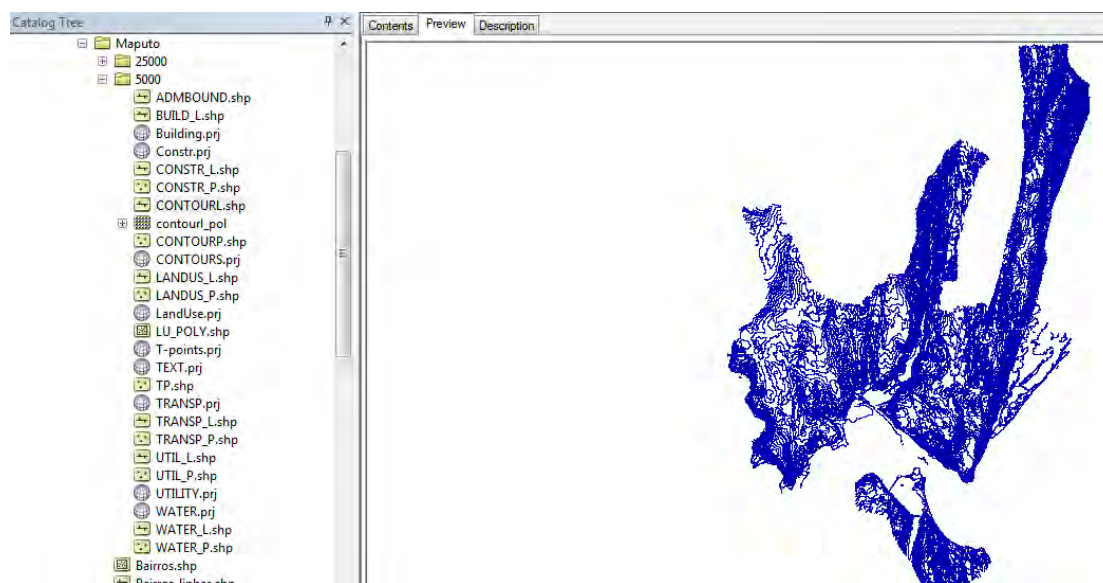 Catalog Tree
Contents Preview Description
Maputo
25000
5000
ADMBOUND.shp
BUILD_L.shp
Building.prj
Constr.prj
CONSTR_L.shp
CONSTR_P.shp
CONTOURL.shp
contourl_pol
CONTOURP.shp
CONTOURS.prj
LANDUS_L.shp
LANDUS_P.shp
LandUse.prj
LU_POLY.shp
T-points.prj
TEXT.prj
TP.shp
TRANSP.prj
TRANSP_L.shp
TRANSP_P.shp
UTIL_L.shp
UTIL_P.shp
UTILITY.prj
WATER.prj
WATER_L.shp
WATER_P.shp
Bairros.shp